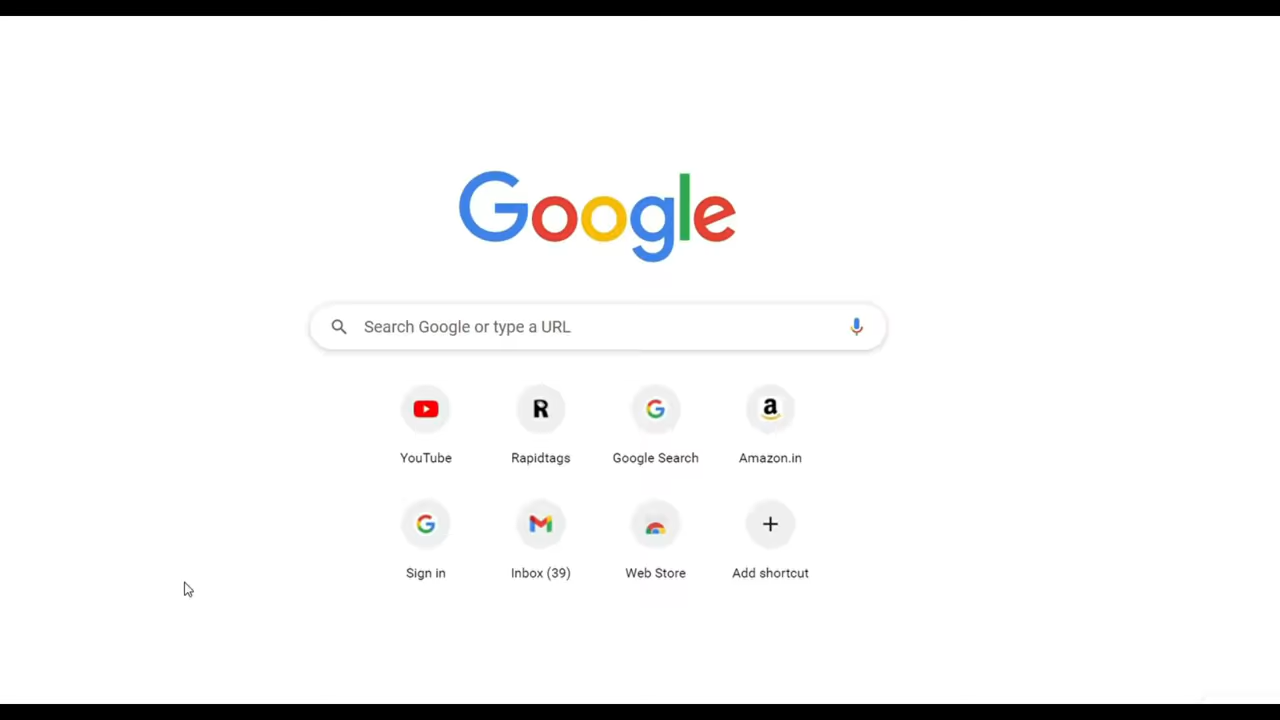 Google
Search Google or type a URL
YouTube
Rapidtags
Google Search
Amazon.in
Sign in
Inbox (39)
Web Store
Add shortcut